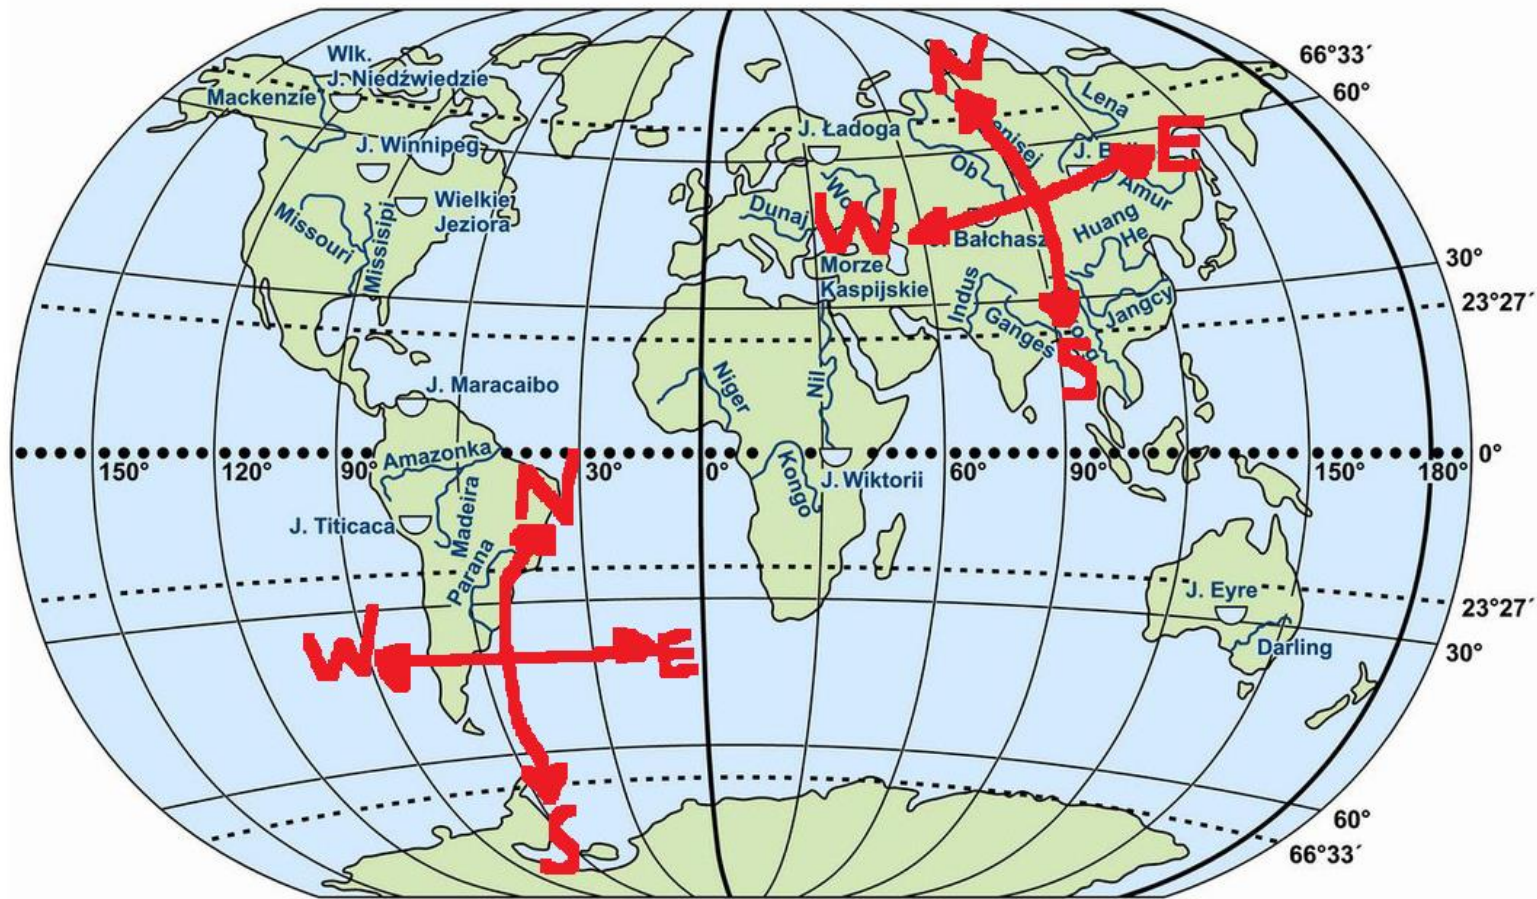 Wlk.
J. Niedźwiedzie
Mackenzie
J. Winnipeg
Wielkie
Jeziora
Missouri
Missisipi
J. Maracaibo
Amazonka
Madeira
J. Titicaca
Parana
N
W
E
S
J. Ładoga
Dunaj
Morze
Kaspijskie
Niger
Nil
Kongo
J. Wiktorii
N
W
E
S
Ob
Lena
Amur
Bałchasz
Huang
He
Indus
Ganges
Jangcy
J. Eyre
Darling
150°
120°
90°
30°
0°
60°
90°
150°
180°
66°33´
60°
30°
23°27´
0°
23°27´
30°
60°
66°33´